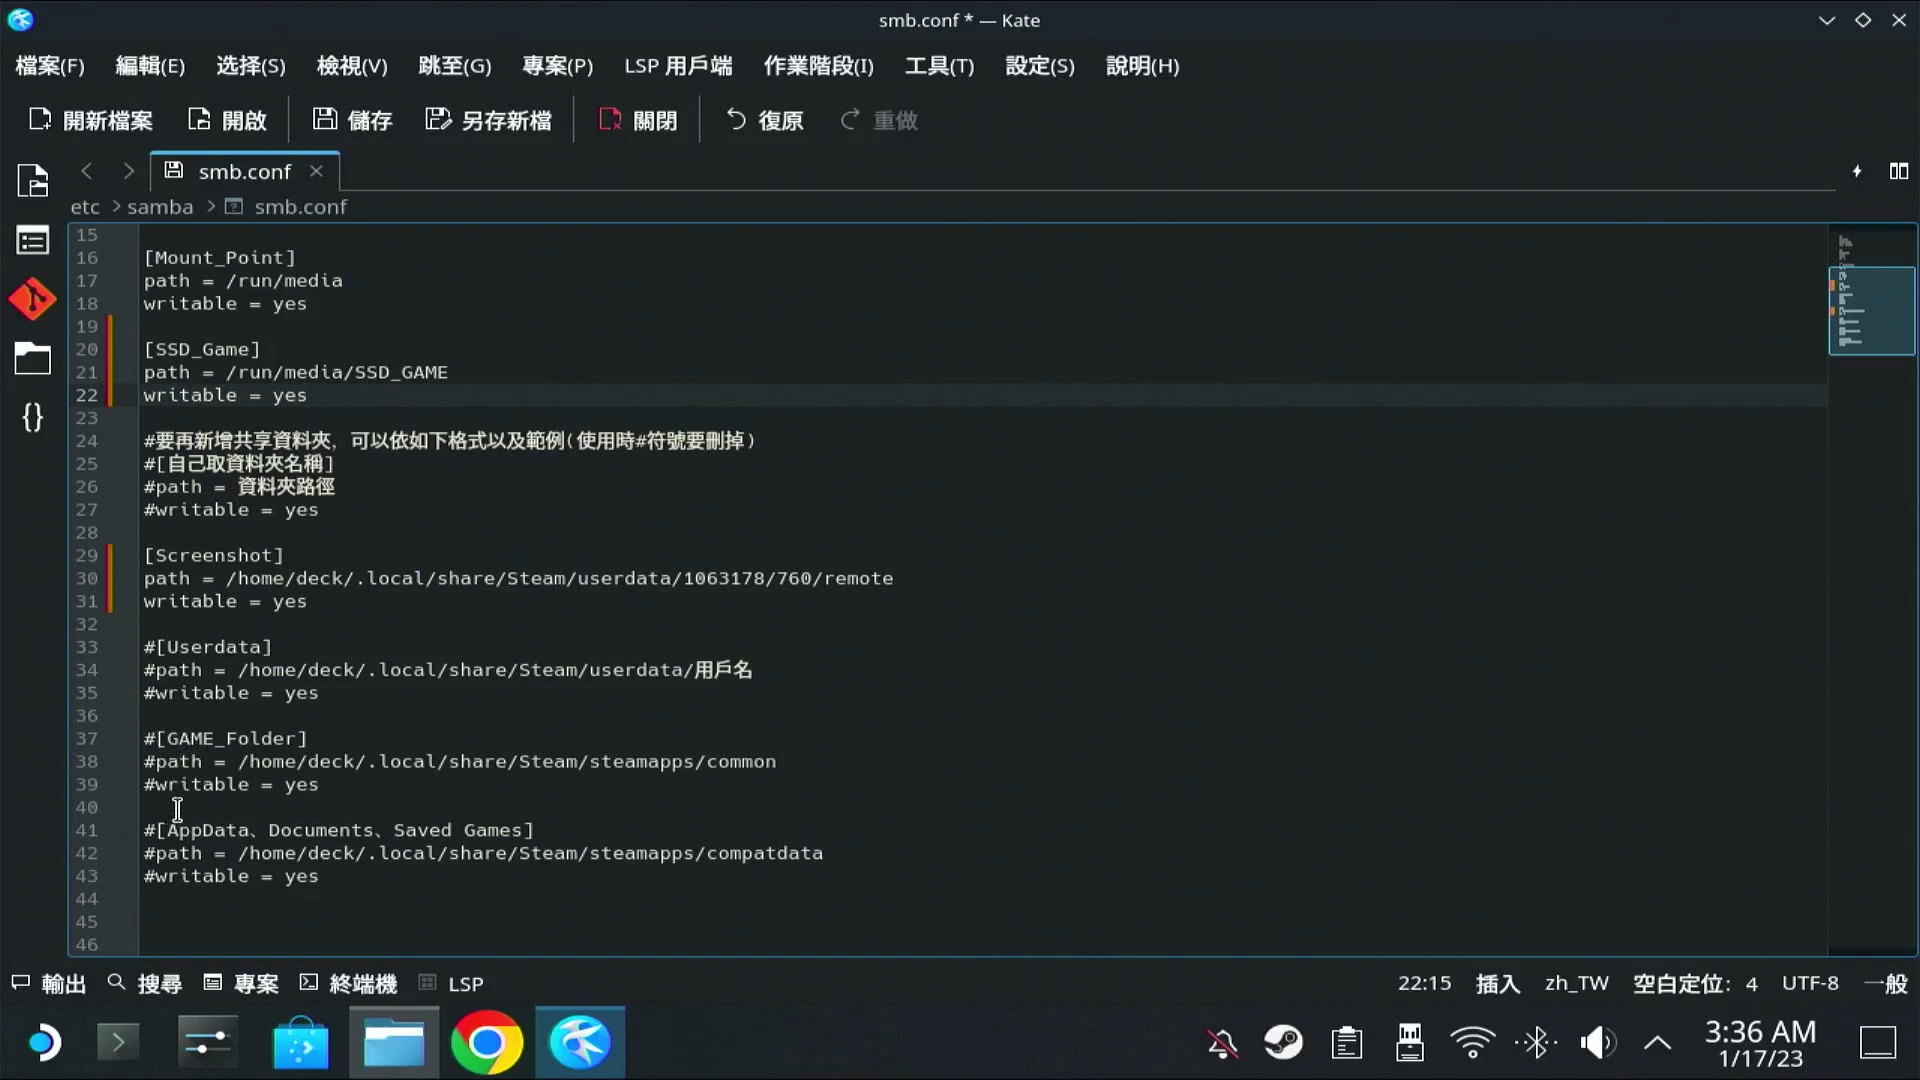 smb.conf * — Kate
檔案(F) 編輯(E) 选择(S) 檢視(V) 跳至(G) 專案(P) LSP 用戶端 作業階段(I) 工具(T) 設定(S) 說明(H)
開新檔案 開啟 儲存 另存新檔 關閉 復原 重做
smb.conf
etc > samba > smb.conf
15
16 [Mount_Point]
17 path = /run/media
18 writable = yes
19
20 [SSD_Game]
21 path = /run/media/SSD_GAME
22 writable = yes
23
24 #要再新增共享資料夾，可以依如下格式以及範例(使用時#符號要刪掉)
25 #[自己取資料夾名稱]
26 #path = 資料夾路徑
27 #writable = yes
28
29 [Screenshot]
30 path = /home/deck/.local/share/Steam/userdata/1063178/760/remote
31 writable = yes
32
33 #[Userdata]
34 #path = /home/deck/.local/share/Steam/userdata/用戶名
35 #writable = yes
36
37 #[GAME_Folder]
38 #path = /home/deck/.local/share/Steam/steamapps/common
39 #writable = yes
40
41 #[AppData、Documents、Saved Games]
42 #path = /home/deck/.local/share/Steam/steamapps/compatdata
43 #writable = yes
44
45
46
輸出 搜尋 專案 終端機 LSP 22:15 插入 zh_TW 空白定位: 4 UTF-8 一般
3:36 AM
1/17/23